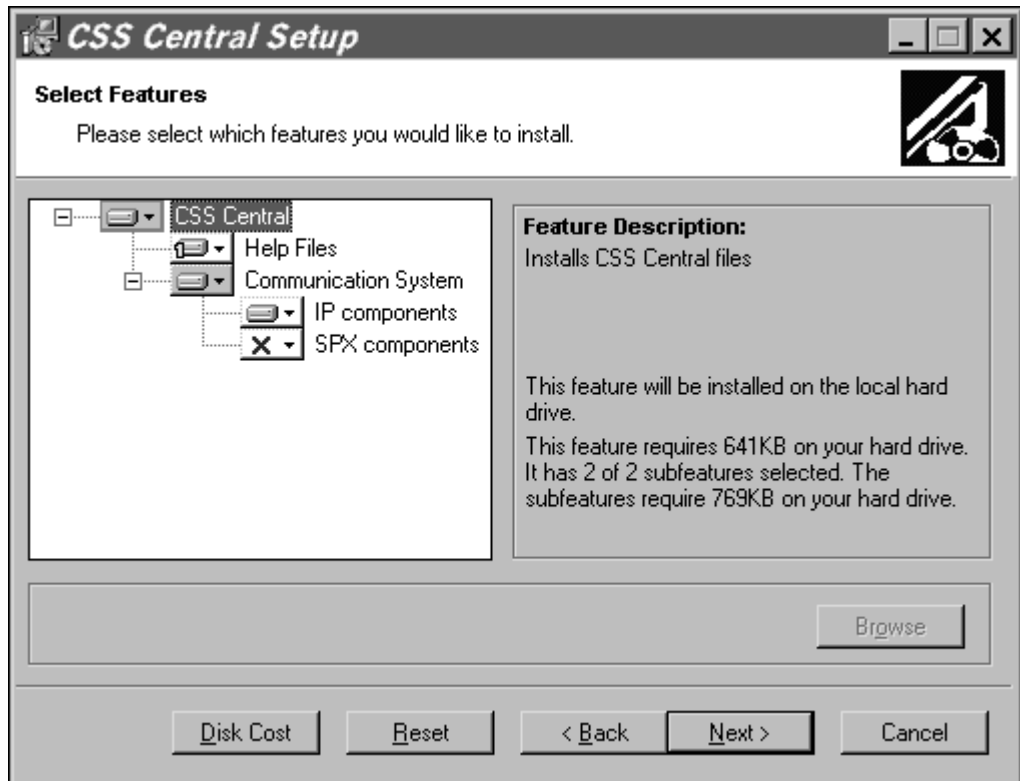 CSS Central Setup
Select Features
Please select which features you would like to install.
CSS Central
Help Files
Communication System
IP components
SPX components
Feature Description:
Installs CSS Central files
This feature will be installed on the local hard
drive.
This feature requires 641KB on your hard drive.
It has 2 of 2 subfeatures selected. The
subfeatures require 769KB on your hard drive.
Browse
Disk Cost
Reset
< Back
Next >
Cancel